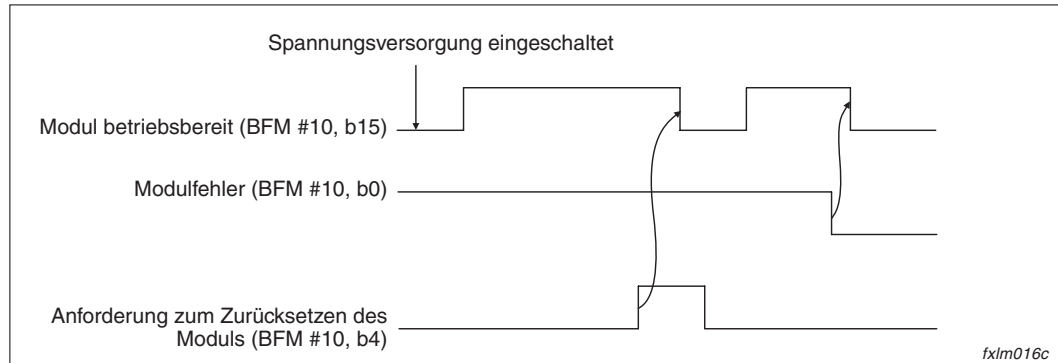 Spannungsversorgung eingeschaltet
Modul betriebsbereit (BFM #10, b15)
Modulfehler (BFM #10, b0)
Anforderung zum Zurücksetzen des
Moduls (BFM #10, b4)
fxlm016c